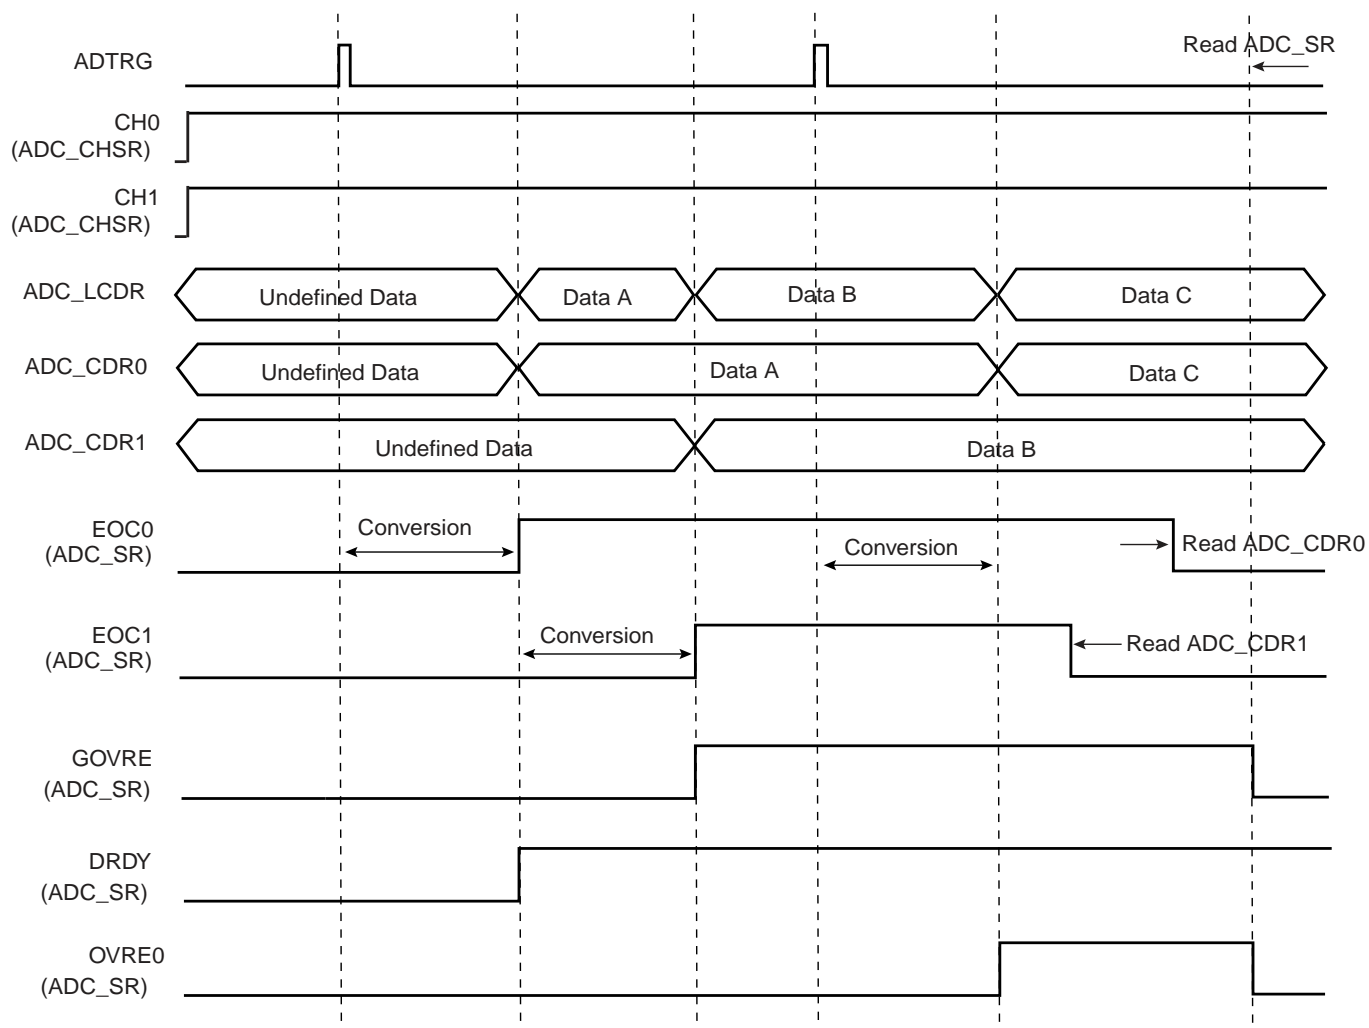 ADTRG
Read ADC_SR
CH0
(ADC_CHSR)
CH1
(ADC_CHSR)
ADC_LCDR
Undefined Data
Data A
Data B
Data C
ADC_CDR0
Undefined Data
Data A
Data C
ADC_CDR1
Undefined Data
Data B
EOC0
(ADC_SR)
Conversion
Conversion
Read ADC_CDR0
EOC1
(ADC_SR)
Conversion
Read ADC_CDR1
GOVRE
(ADC_SR)
DRDY
(ADC_SR)
OVRE0
(ADC_SR)